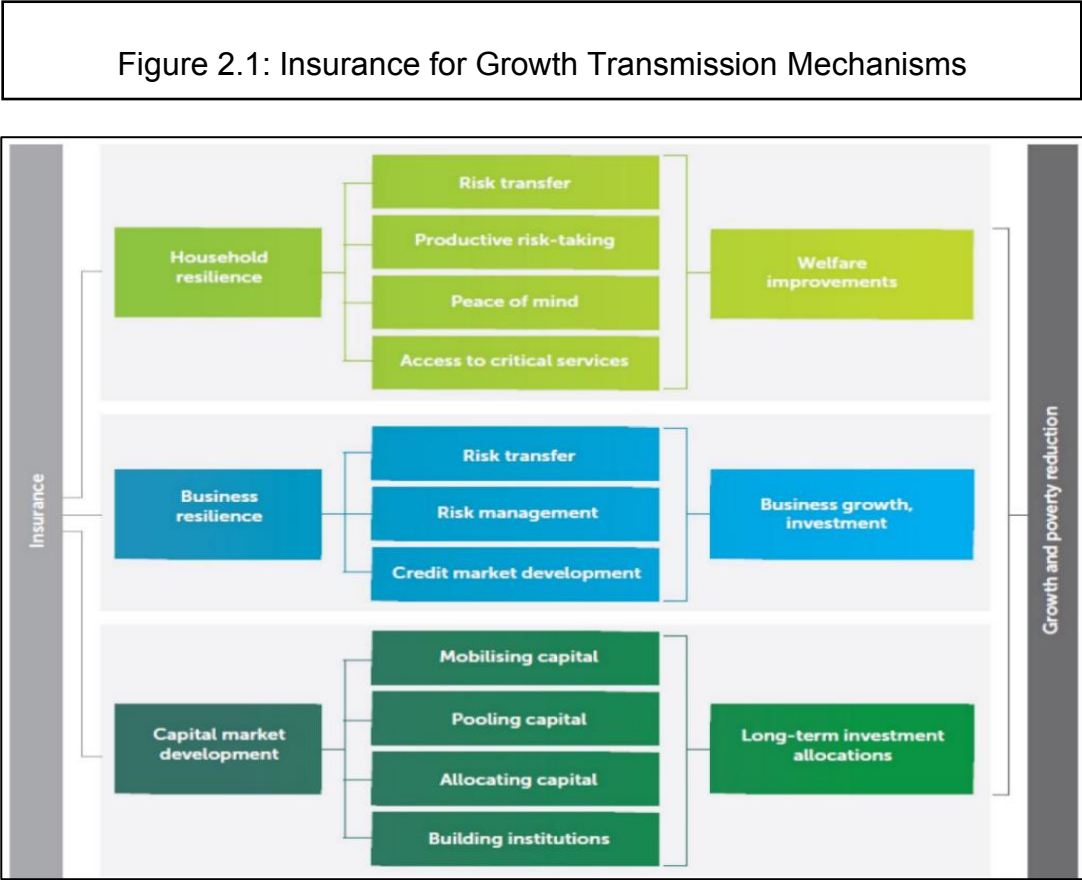 Figure 2.1: Insurance for Growth Transmission Mechanisms
Insurance
Household
resilience
Risk transfer
Productive risk-taking
Peace of mind
Access to critical services
Welfare
improvements
Business
resilience
Risk transfer
Risk management
Credit market development
Business growth,
investment
Capital market
development
Mobilising capital
Pooling capital
Allocating capital
Building institutions
Long-term investment
allocations
Growth and poverty reduction